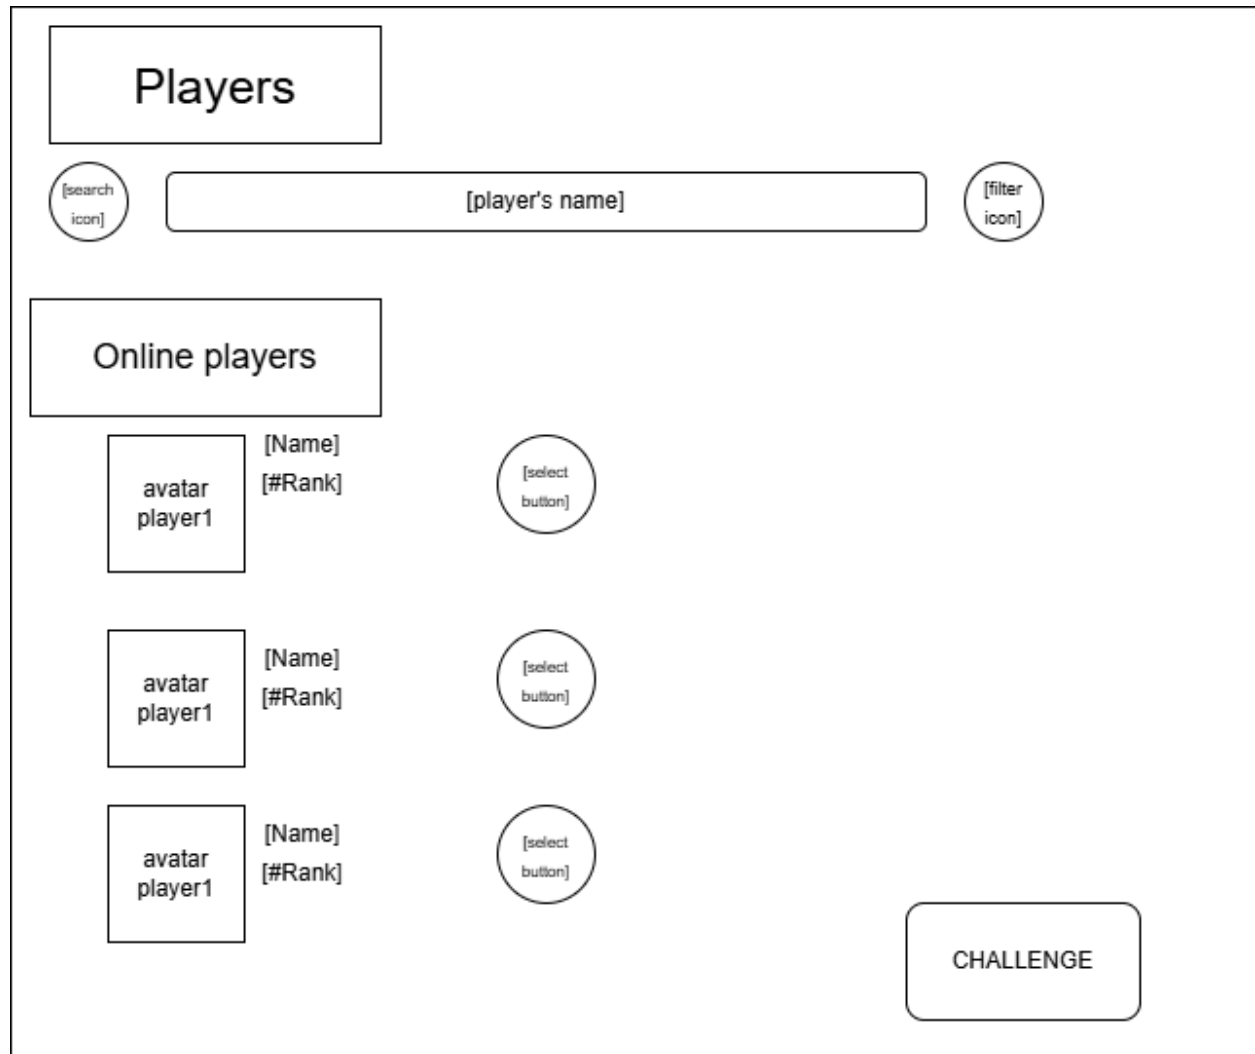 Players
[search
icon]
[player's name]
[filter
icon]
Online players
avatar
player1
[Name]
[#Rank]
[select
button]
avatar
player1
[Name]
[#Rank]
[select
button]
avatar
player1
[Name]
[#Rank]
[select
button]
CHALLENGE